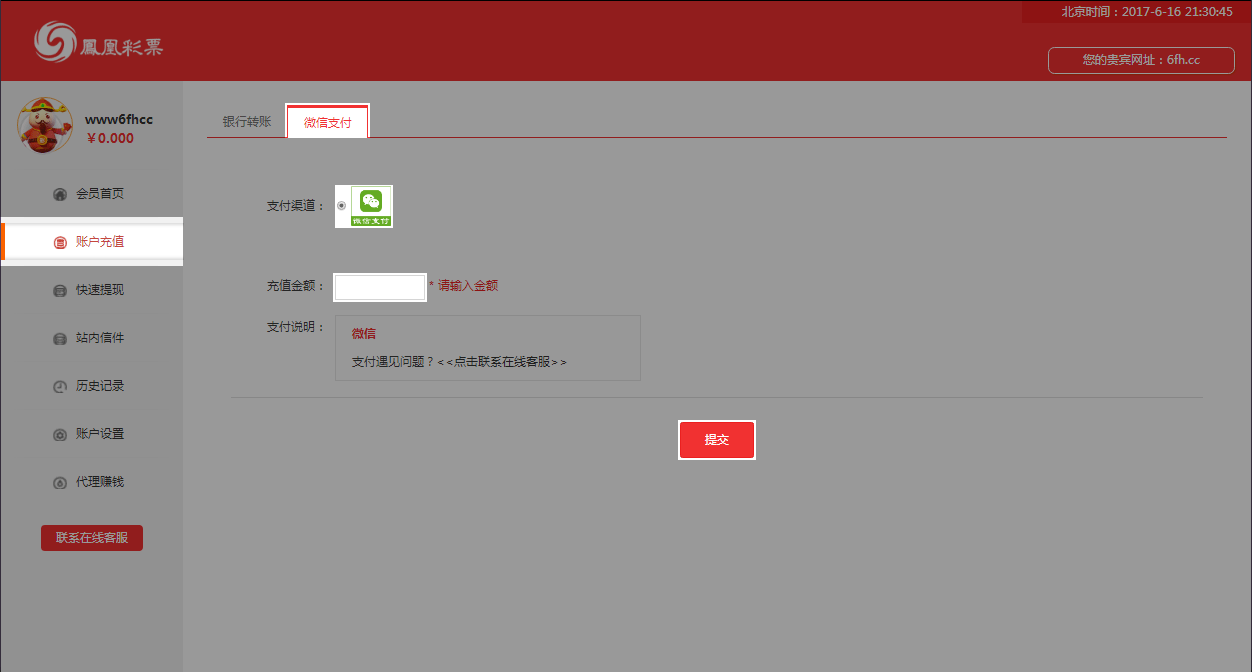 北京时间：2017-6-16 21:30:45
鳳凰彩票
您的贵宾网址：6fh.cc
www6fhcc
￥0.000
会员首页
账户充值
快速提现
站内信件
历史记录
账户设置
代理赚钱
联系在线客服
银行转账
微信支付
支付渠道：
微信支付
充值金额：
* 请输入金额
支付说明：
微信
支付遇见问题？<<点击联系在线客服>>
提交